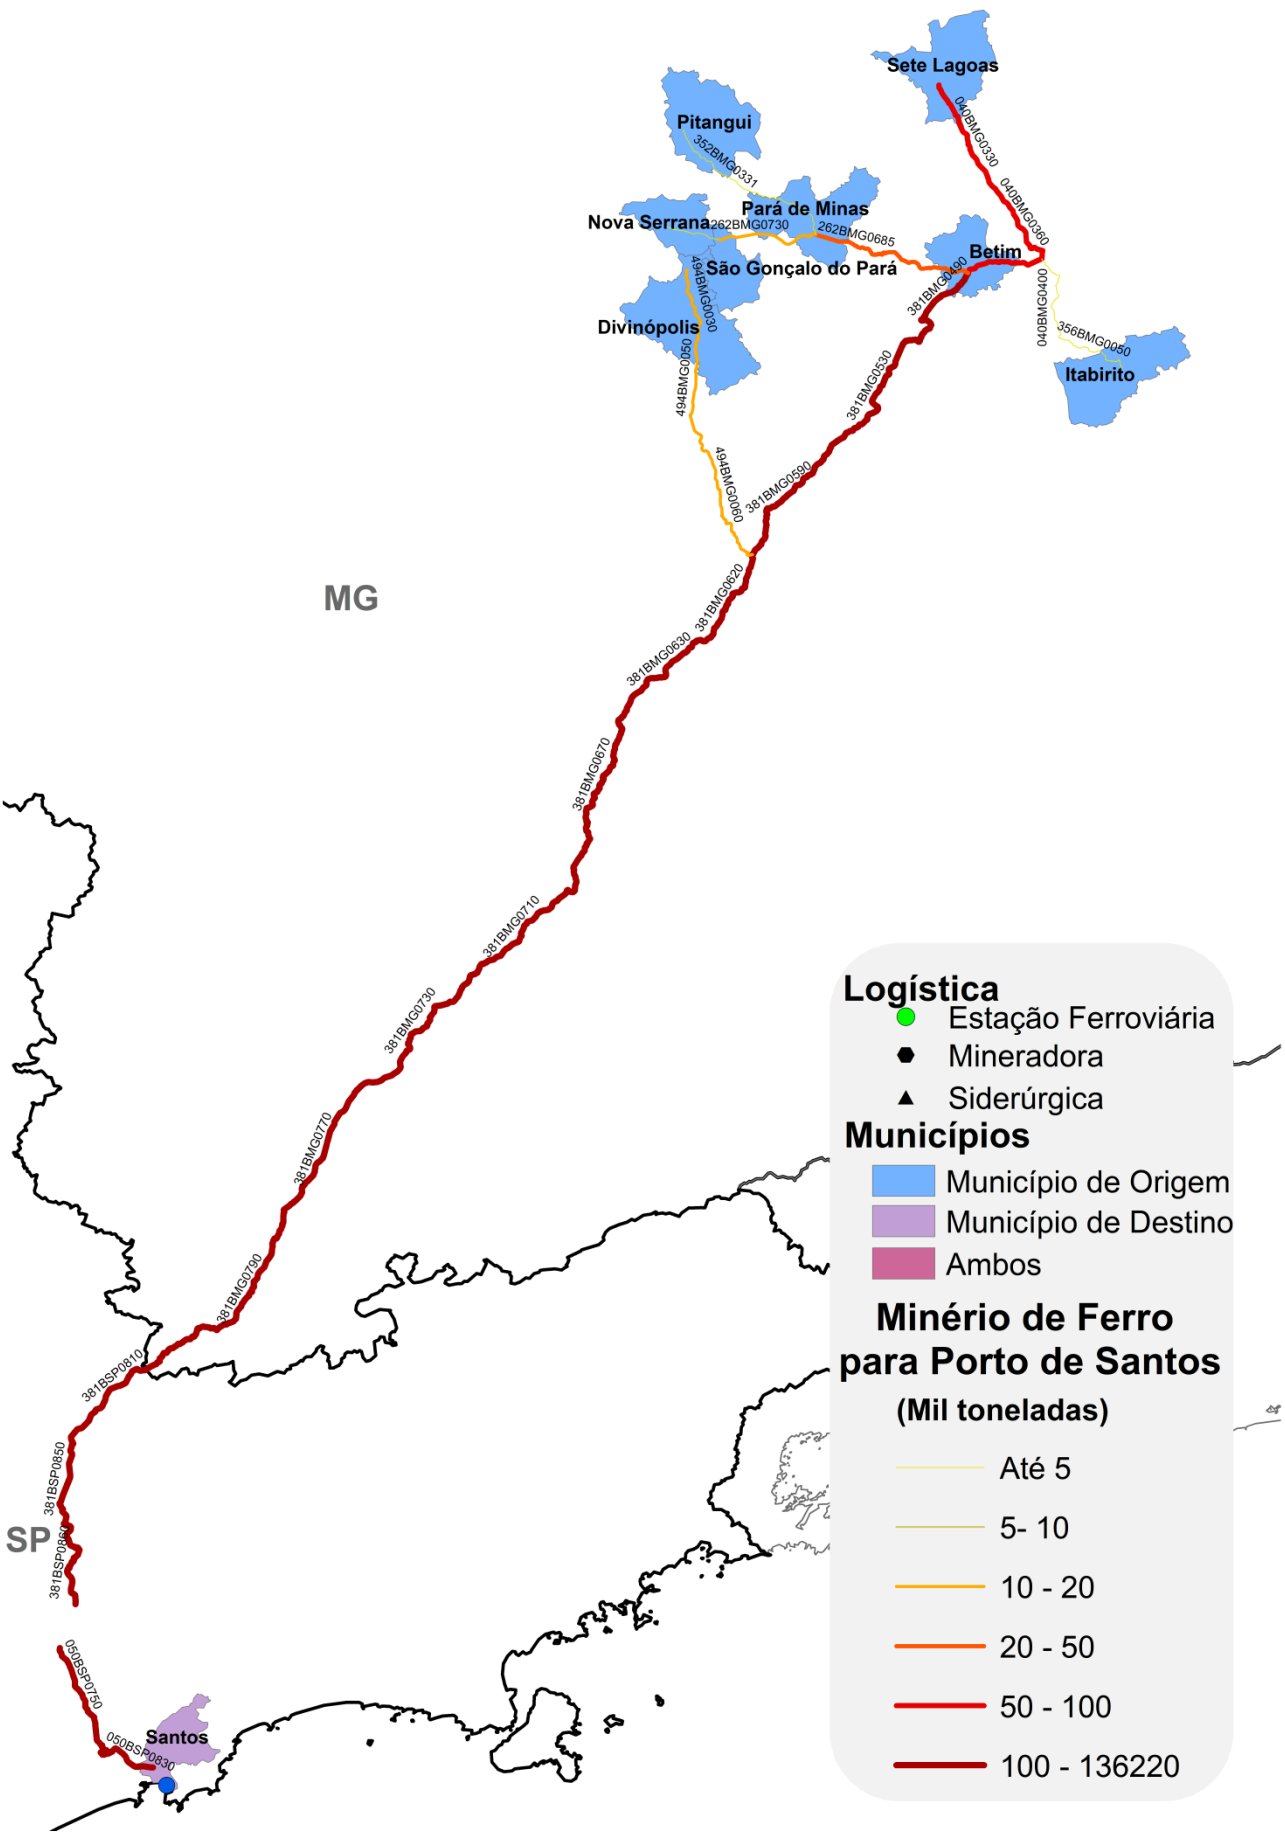 Sete Lagoas
040BMG0330
Pitangui
352BMG0331
040BMG0360
Nova Serrana
262BMG0730
Pará de Minas
262BMG0685
Betim
São Gonçalo do Pará
494BMG0030
381BMG0490
040BMG0400
356BMG0050
Divinópolis
Itabirito
494BMG0050
381BMG0530
494BMG0060
381BMG0590
MG
381BMG0620
381BMG0630
381BMG0670
381BMG0710
381BMG0730
381BMG0770
381BMG0790
381BSP0810
381BSP0850
SP
381BSP0860
050BSP0750
Santos
050BSP0830
Logística
Estação Ferroviária
Mineradora
Siderúrgica
Municípios
Município de Origem
Município de Destino
Ambos
Minério de Ferro
para Porto de Santos
(Mil toneladas)
Até 5
5- 10
10 - 20
20 - 50
50 - 100
100 - 136220